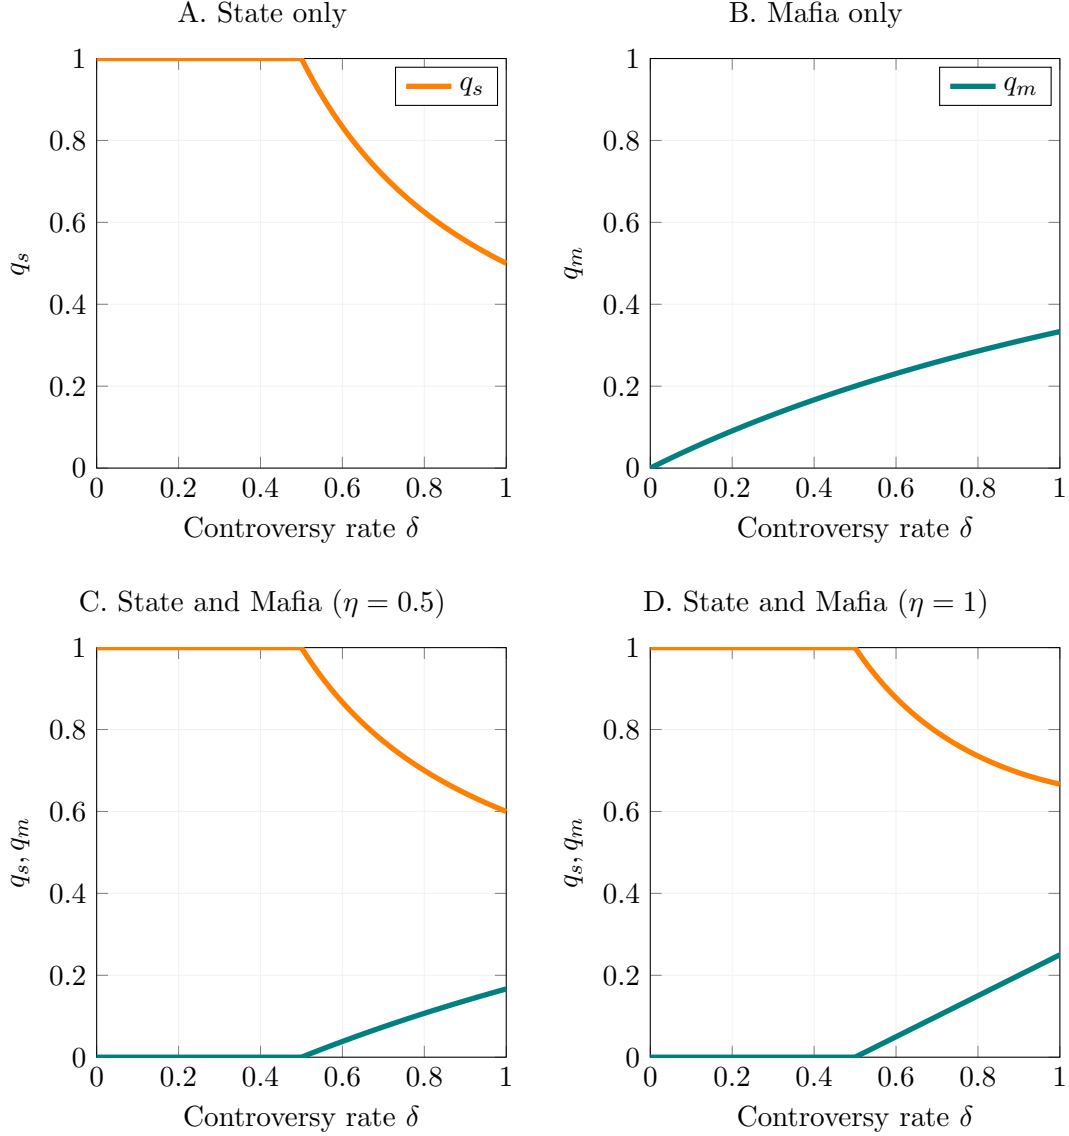 A. State only
1
0.8
0.6
0.4
0.2
0
0 0.2 0.4 0.6 0.8 1
q_s
Controversy rate δ
q_s
B. Mafia only
1
0.8
0.6
0.4
0.2
0
0 0.2 0.4 0.6 0.8 1
q_m
Controversy rate δ
q_m
C. State and Mafia (η = 0.5)
1
0.8
0.6
0.4
0.2
0
0 0.2 0.4 0.6 0.8 1
q_s, q_m
Controversy rate δ
D. State and Mafia (η = 1)
1
0.8
0.6
0.4
0.2
0
0 0.2 0.4 0.6 0.8 1
q_s, q_m
Controversy rate δ